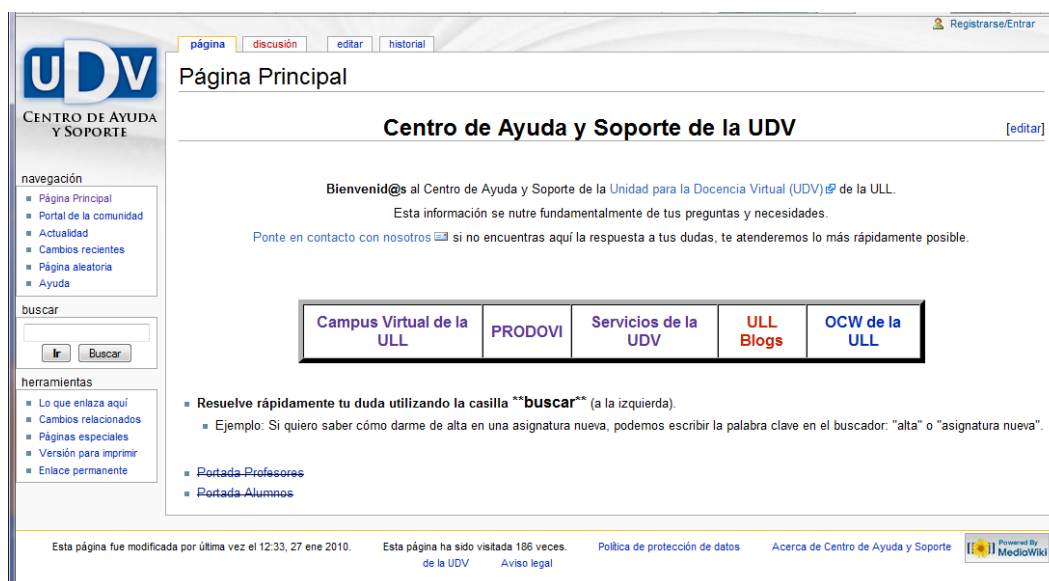 Registrarse/Entrar
página discusión editar historial
UDV
CENTRO DE AYUDA
Y SOPORTE
Página Principal
Centro de Ayuda y Soporte de la UDV [editar]
navegación
Página Principal
Portal de la comunidad
Actualidad
Cambios recientes
Página aleatoria
Ayuda
buscar
Ir Buscar
herramientas
Lo que enlaza aquí
Cambios relacionados
Páginas especiales
Versión para imprimir
Enlace permanente
Bienvenid@s al Centro de Ayuda y Soporte de la Unidad para la Docencia Virtual (UDV) de la ULL.
Esta información se nutre fundamentalmente de tus preguntas y necesidades.
Ponte en contacto con nosotros si no encuentras aquí la respuesta a tus dudas, te atenderemos lo más rápidamente posible.
Campus Virtual de la
ULL
PRODOVI
Servicios de la
UDV
ULL
Blogs
OCW de la
ULL
Resuelve rápidamente tu duda utilizando la casilla **buscar** (a la izquierda).
Ejemplo: Si quiero saber cómo darme de alta en una asignatura nueva, podemos escribir la palabra clave en el buscador: "alta" o "asignatura nueva".
Portada Profesores
Portada Alumnos
Esta página fue modificada por última vez el 12:33, 27 ene 2010. Esta página ha sido visitada 186 veces. Política de protección de datos Acerca de Centro de Ayuda y Soporte
de la UDV Aviso legal
Powered By
MediaWiki